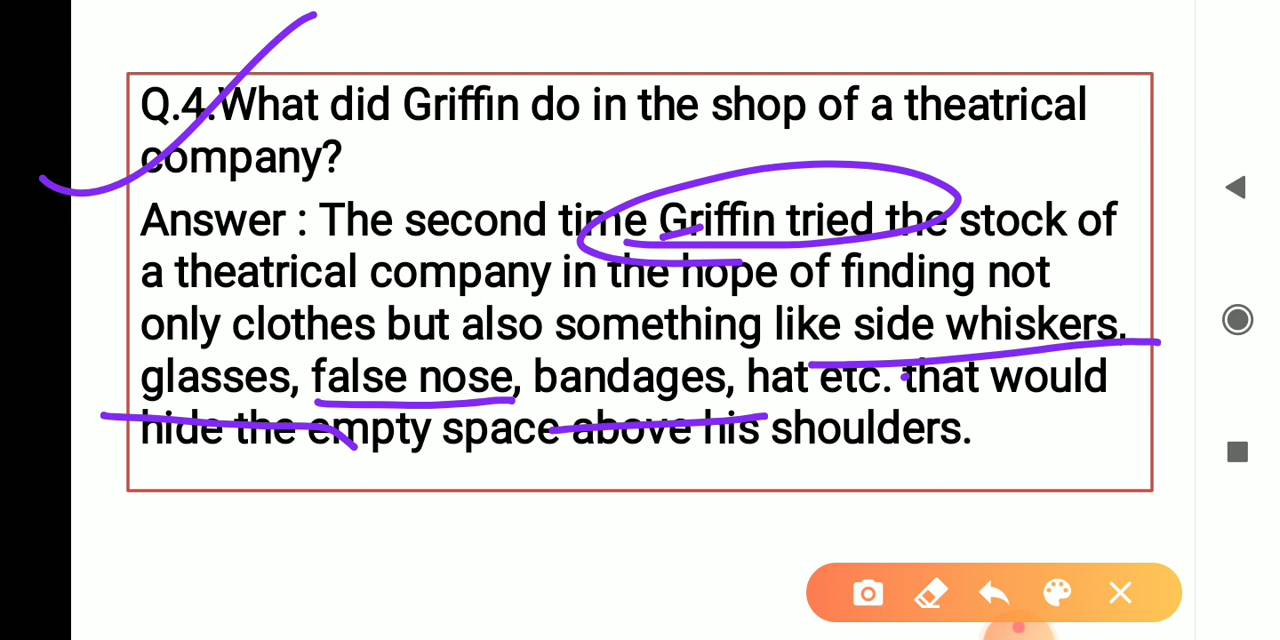 Q.4.What did Griffin do in the shop of a theatrical
company?
Answer : The second time Griffin tried the stock of
a theatrical company in the hope of finding not
only clothes but also something like side whiskers,
glasses, false nose, bandages, hat etc. that would
hide the empty space above his shoulders.